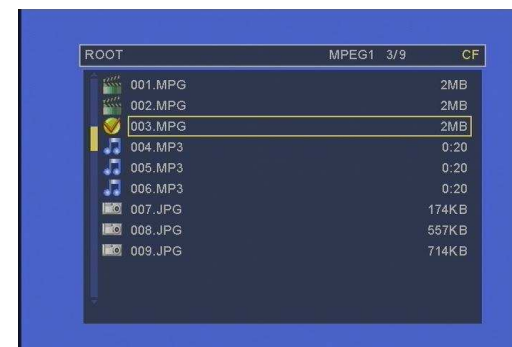 ROOT MPEG1 3/9 CF
001.MPG 2MB
002.MPG 2MB
003.MPG 2MB
004.MP3 0:20
005.MP3 0:20
006.MP3 0:20
007.JPG 174KB
008.JPG 557KB
009.JPG 714KB